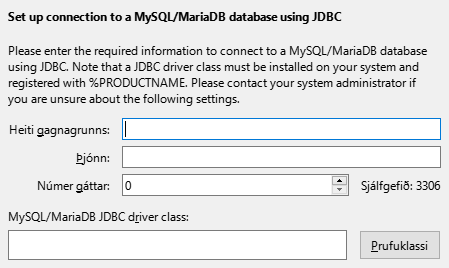 Set up connection to a MySQL/MariaDB database using JDBC
Please enter the required information to connect to a MySQL/MariaDB database
using JDBC. Note that a JDBC driver class must be installed on your system and
registered with %PRODUCTNAME. Please contact your system administrator if
you are unsure about the following settings.
Heiti gagnagrunns:
Þjónn:
Númer gáttar: 0 Sjálfgefið: 3306
MySQL/MariaDB JDBC driver class:
Prufuklassi